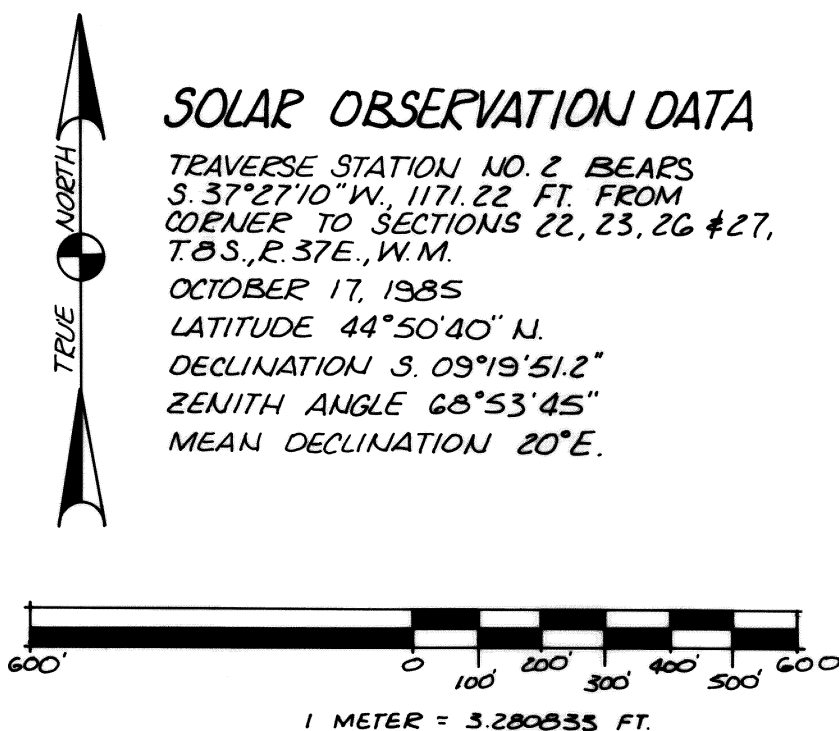 SOLAR OBSERVATION DATA
TRAVERSE STATION NO. 2 BEARS
S. 37°27'10" W., 1171.22 FT. FROM
CORNER TO SECTIONS 22, 23, 26 & 27,
T.8S., R.37E., W.M.
OCTOBER 17, 1985
LATITUDE 44°50'40" N.
DECLINATION S. 09°19'51.2"
ZENITH ANGLE 68°53'45"
MEAN DECLINATION 20°E.
TRUE NORTH
600' 0 100' 200' 300' 400' 500' 600
1 METER = 3.280833 FT.